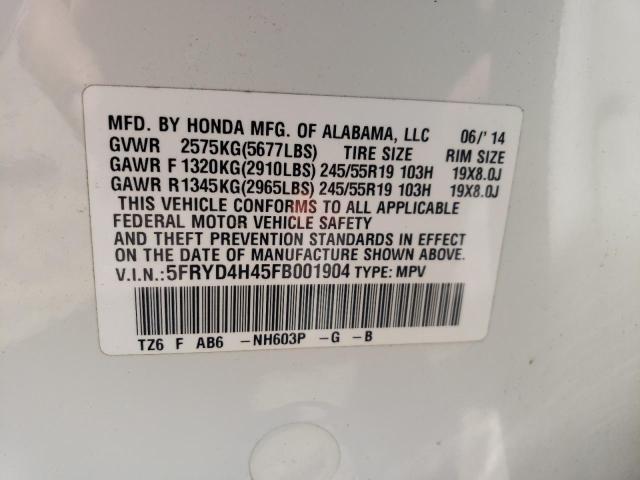 MFD. BY HONDA MFG. OF ALABAMA, LLC 06/'14
GVWR 2575KG(5677LBS) TIRE SIZE RIM SIZE
GAWR F 1320KG(2910LBS) 245/55R19 103H 19X8.0J
GAWR R 1345KG(2965LBS) 245/55R19 103H 19X8.0J
THIS VEHICLE CONFORMS TO ALL APPLICABLE
FEDERAL MOTOR VEHICLE SAFETY
AND THEFT PREVENTION STANDARDS IN EFFECT
ON THE DATE OF MANUFACTURE SHOWN ABOVE.
V.I.N.:5FRYD4H45FB001904 TYPE: MPV
TZ6 F AB6 -NH603P -G -B